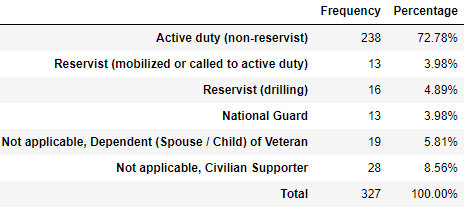 Frequency Percentage
Active duty (non-reservist) 238 72.78%
Reservist (mobilized or called to active duty) 13 3.98%
Reservist (drilling) 16 4.89%
National Guard 13 3.98%
Not applicable, Dependent (Spouse / Child) of Veteran 19 5.81%
Not applicable, Civilian Supporter 28 8.56%
Total 327 100.00%